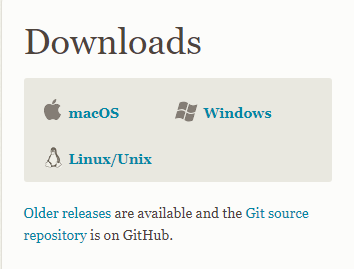 Downloads
macOS Windows
Linux/Unix
Older releases are available and the Git source
repository is on GitHub.